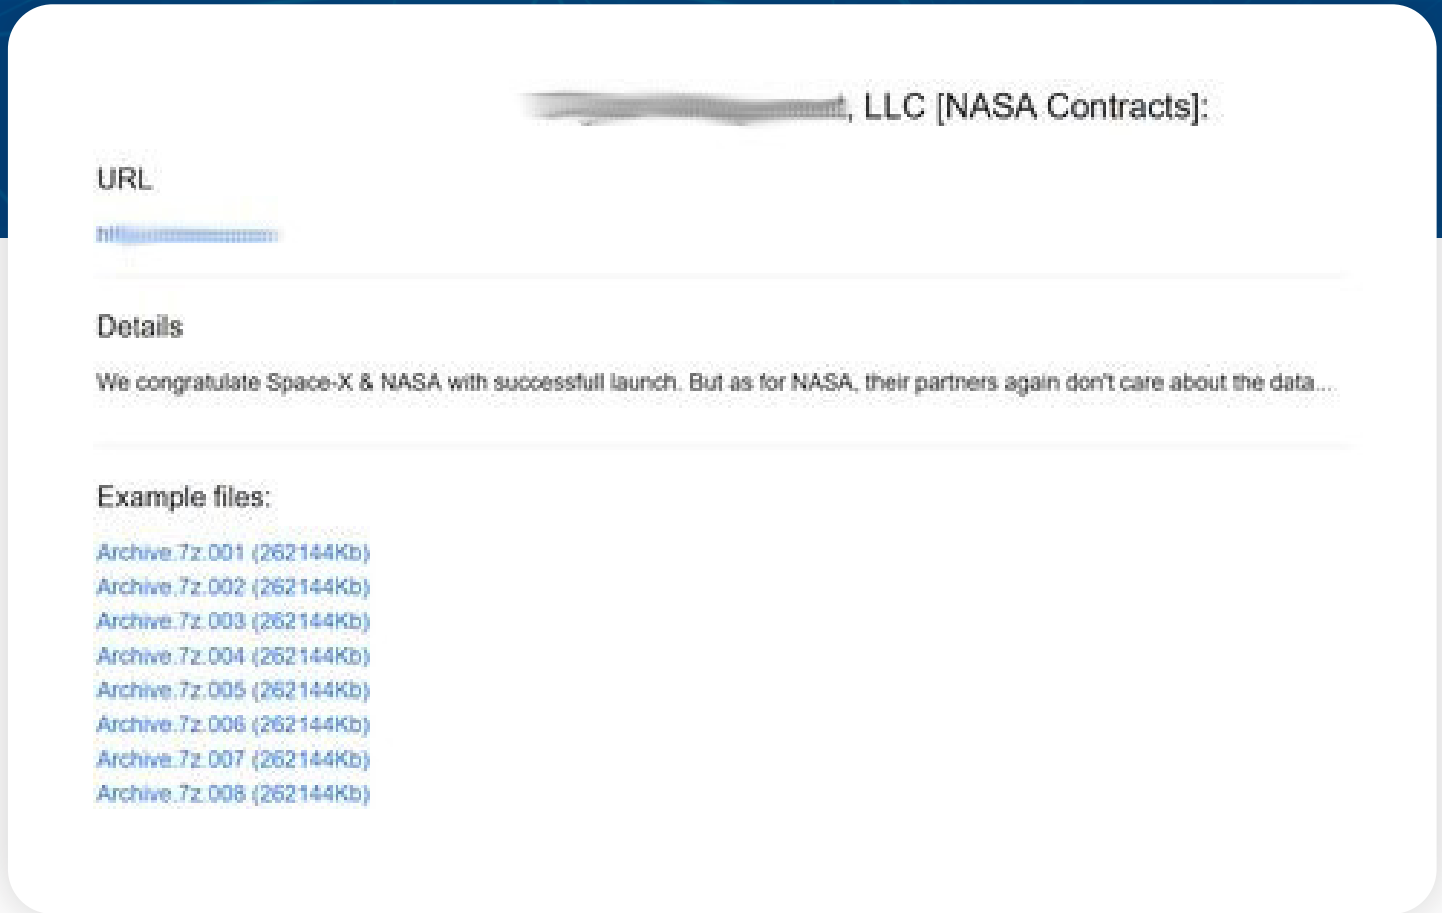 , LLC [NASA Contracts]:
URL
Details
We congratulate Space-X & NASA with successfull launch. But as for NASA, their partners again don't care about the data...
Example files:
Archive.7z.001 (262144Kb)
Archive.7z.002 (262144Kb)
Archive.7z.003 (262144Kb)
Archive.7z.004 (262144Kb)
Archive.7z.005 (262144Kb)
Archive.7z.006 (262144Kb)
Archive.7z.007 (262144Kb)
Archive.7z.008 (262144Kb)